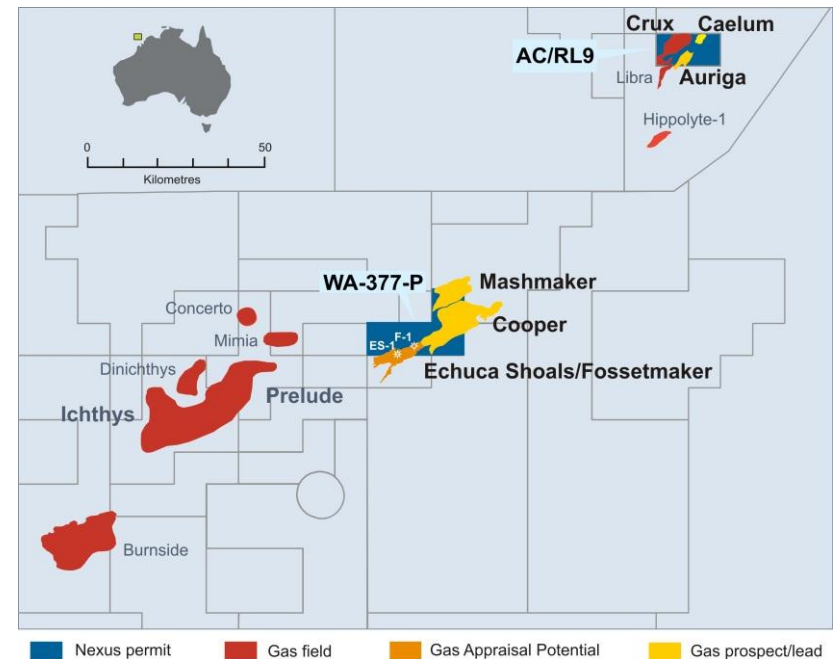 Crux
Caelum
AC/RL9
Libra
Auriga
Hippolyte-1
0
50
Kilometres
WA-377-P
Mashmaker
Concerto
Cooper
Mimia
F-1
ES-1
Dinichthys
Echuca Shoals/Fossetmaker
Prelude
Ichthys
Burnside
Nexus permit
Gas field
Gas Appraisal Potential
Gas prospect/lead